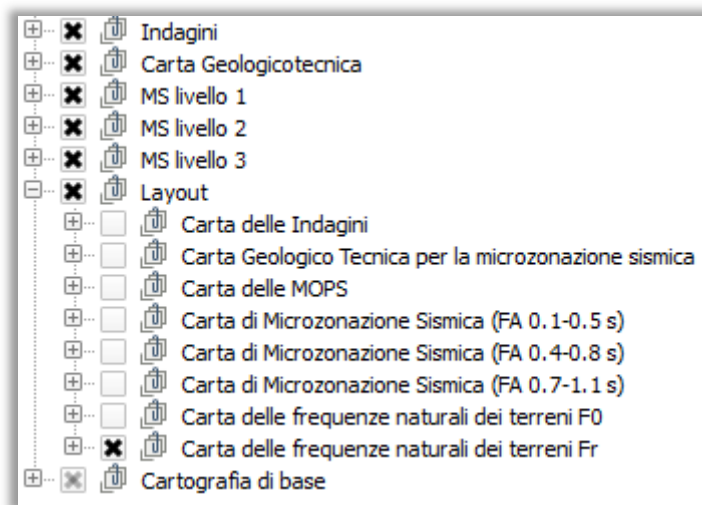 Indagini
Carta Geologicotecnica
MS livello 1
MS livello 2
MS livello 3
Layout
Carta delle Indagini
Carta Geologico Tecnica per la microzonazione sismica
Carta delle MOPS
Carta di Microzonazione Sismica (FA 0.1-0.5 s)
Carta di Microzonazione Sismica (FA 0.4-0.8 s)
Carta di Microzonazione Sismica (FA 0.7-1.1 s)
Carta delle frequenze naturali dei terreni F0
Carta delle frequenze naturali dei terreni Fr
Cartografia di base